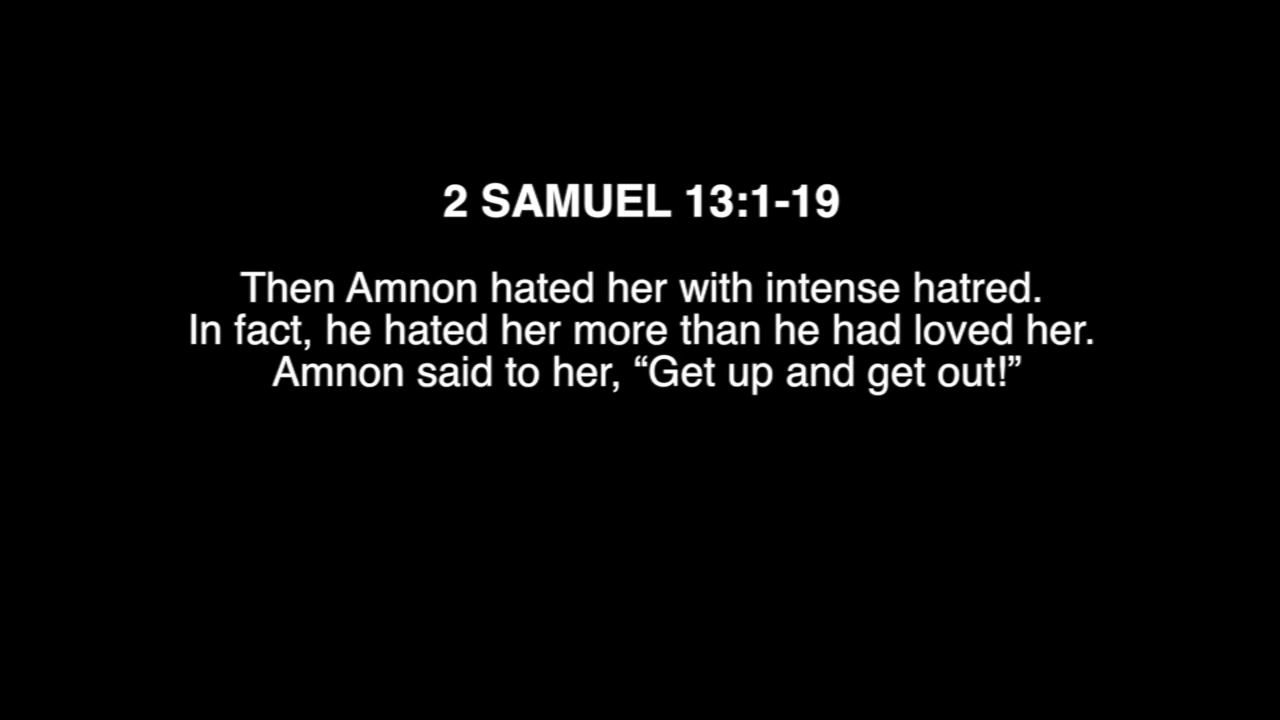 2 SAMUEL 13:1-19
Then Amnon hated her with intense hatred.
In fact, he hated her more than he had loved her.
Amnon said to her, “Get up and get out!”